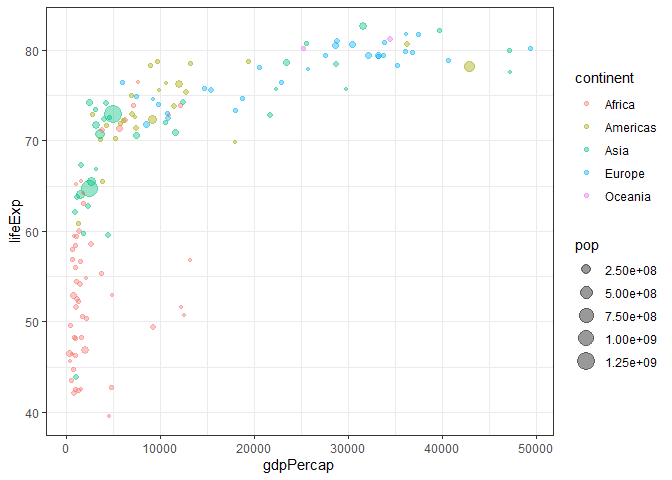 80
70
60
50
40
lifeExp
0
10000
20000
30000
40000
50000
gdpPercap
continent
Africa
Americas
Asia
Europe
Oceania
pop
2.50e+08
5.00e+08
7.50e+08
1.00e+09
1.25e+09